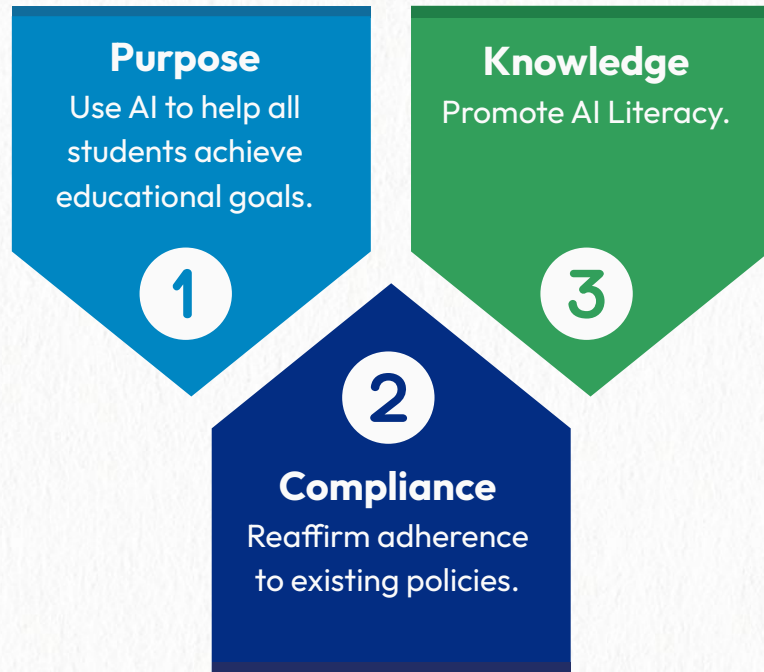 Purpose
Use AI to help all
students achieve
educational goals.
1
2
Compliance
Reaffirm adherence
to existing policies.
Knowledge
Promote AI Literacy.
3